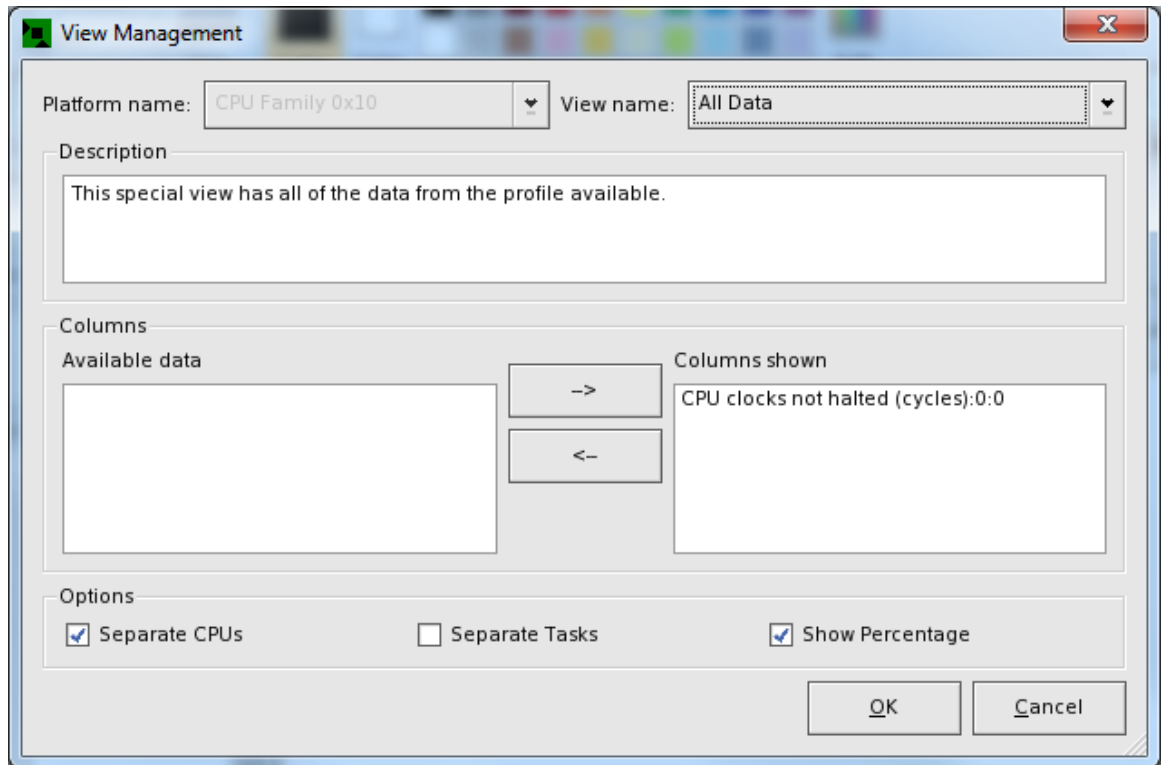 View Management
Platform name: CPU Family 0x10 View name: All Data
Description
This special view has all of the data from the profile available.
Columns
Available data Columns shown
--> CPU clocks not halted (cycles):0:0
<--
Options
Separate CPUs Separate Tasks Show Percentage
OK Cancel